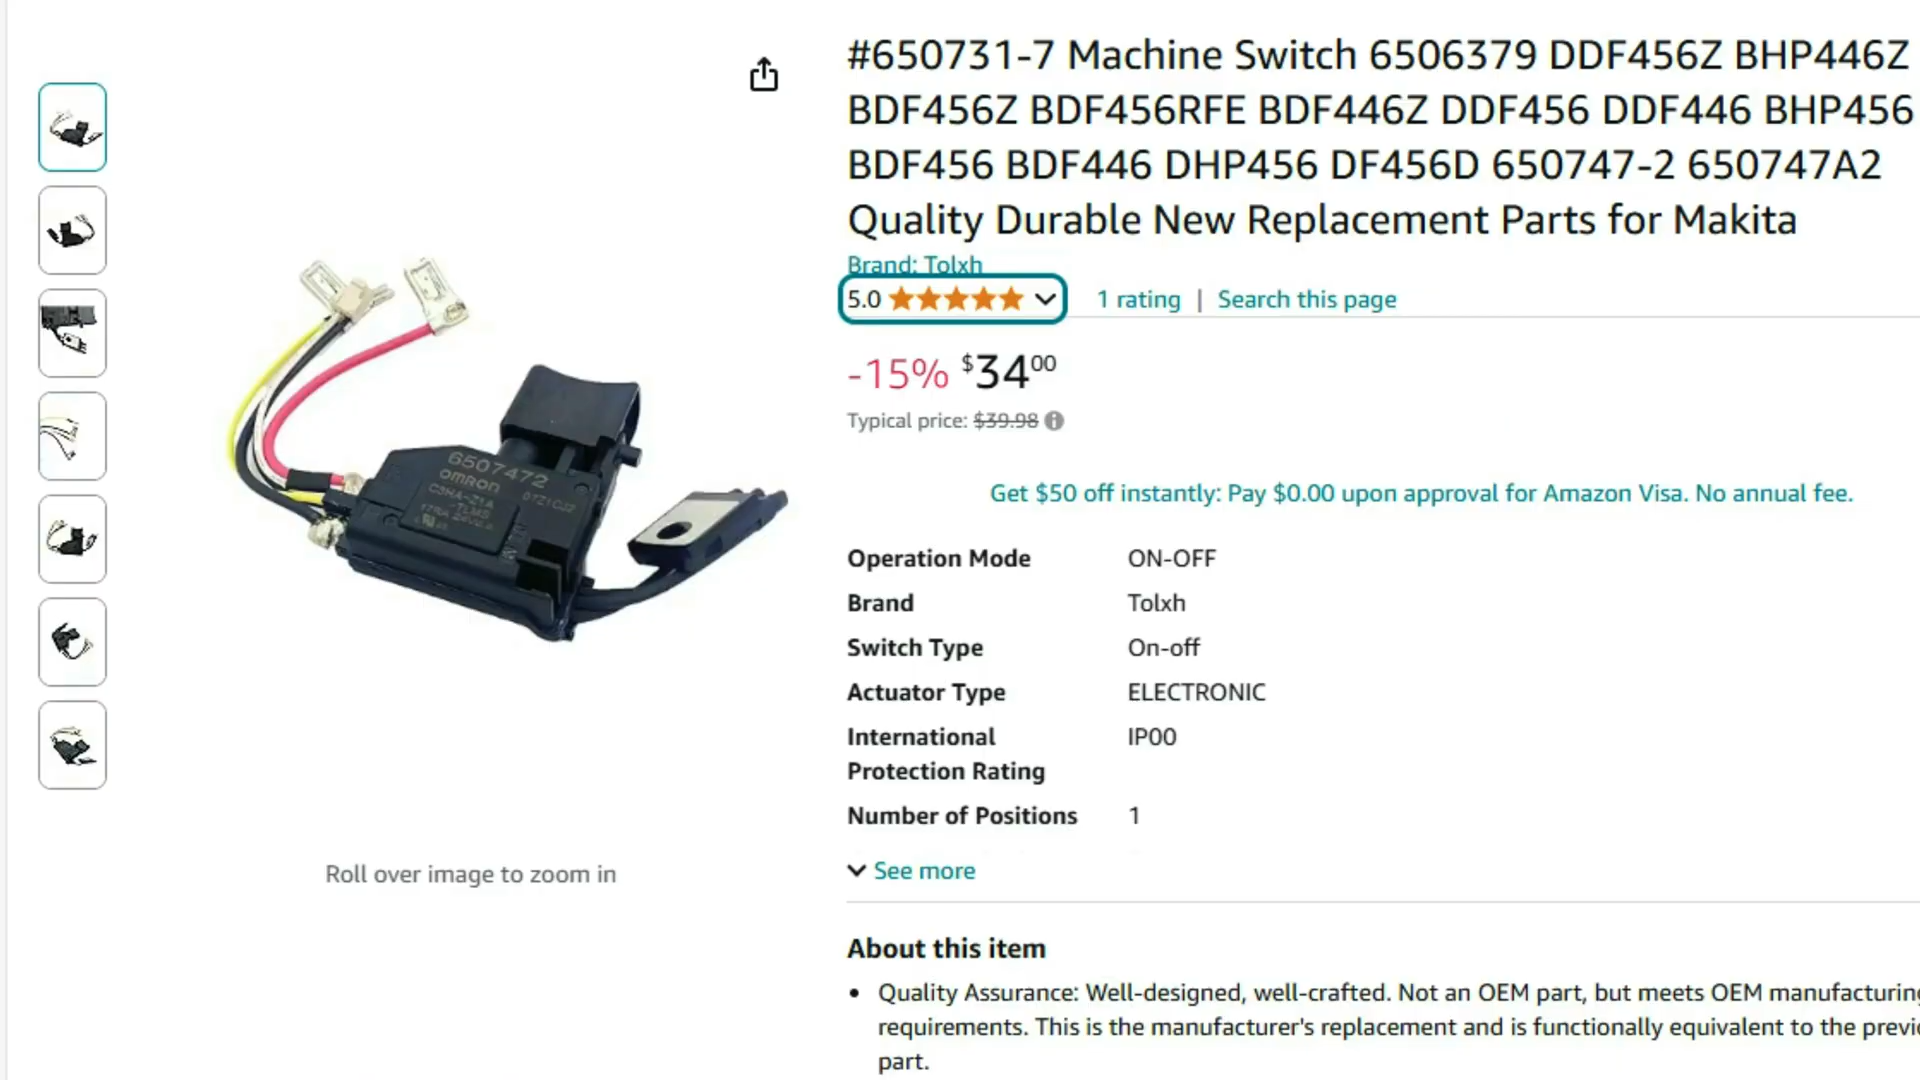 #650731-7 Machine Switch 6506379 DDF456Z BHP446Z
BDF456Z BDF456RFE BDF446Z DDF456 DDF446 BHP456
BDF456 BDF446 DHP456 DF456D 650747-2 650747A2
Quality Durable New Replacement Parts for Makita
Brand: Tolxh
5.0
1 rating | Search this page
-15% $34 00
Typical price: $39.98
Get $50 off instantly: Pay $0.00 upon approval for Amazon Visa. No annual fee.
Operation Mode ON-OFF
Brand Tolxh
Switch Type On-off
Actuator Type ELECTRONIC
International IP00
Protection Rating
Number of Positions 1
See more
About this item
• Quality Assurance: Well-designed, well-crafted. Not an OEM part, but meets OEM manufacturing
requirements. This is the manufacturer's replacement and is functionally equivalent to the previ
part.
6507472
OMRON
C3HA-Z1A
Roll over image to zoom in